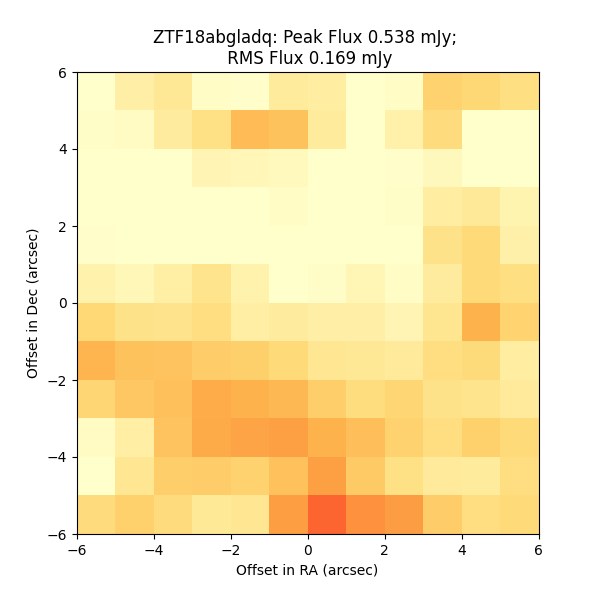 ZTF18abgladq: Peak Flux 0.538 mJy;
RMS Flux 0.169 mJy
6
4
2
0
−2
−4
−6
Offset in Dec (arcsec)
−6 −4 −2 0 2 4 6
Offset in RA (arcsec)